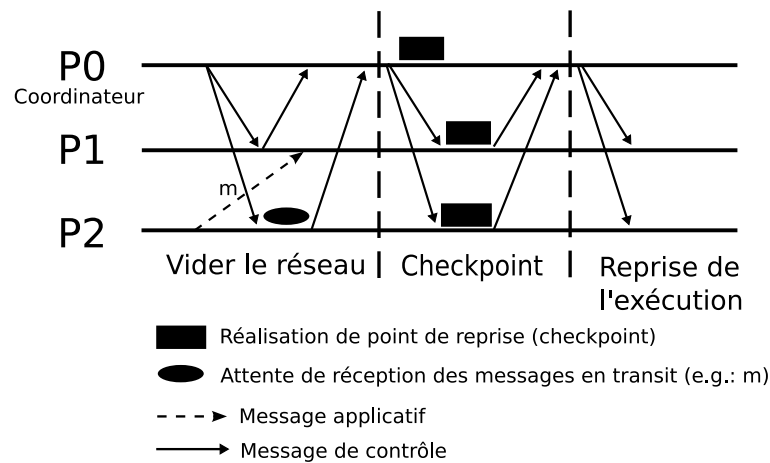 P0
Coordinateur
P1
m
P2
Vider le réseau
Checkpoint
Reprise de
l'exécution
Réalisation de point de reprise (checkpoint)
Attente de réception des messages en transit (e.g.: m)
Message applicatif
Message de contrôle